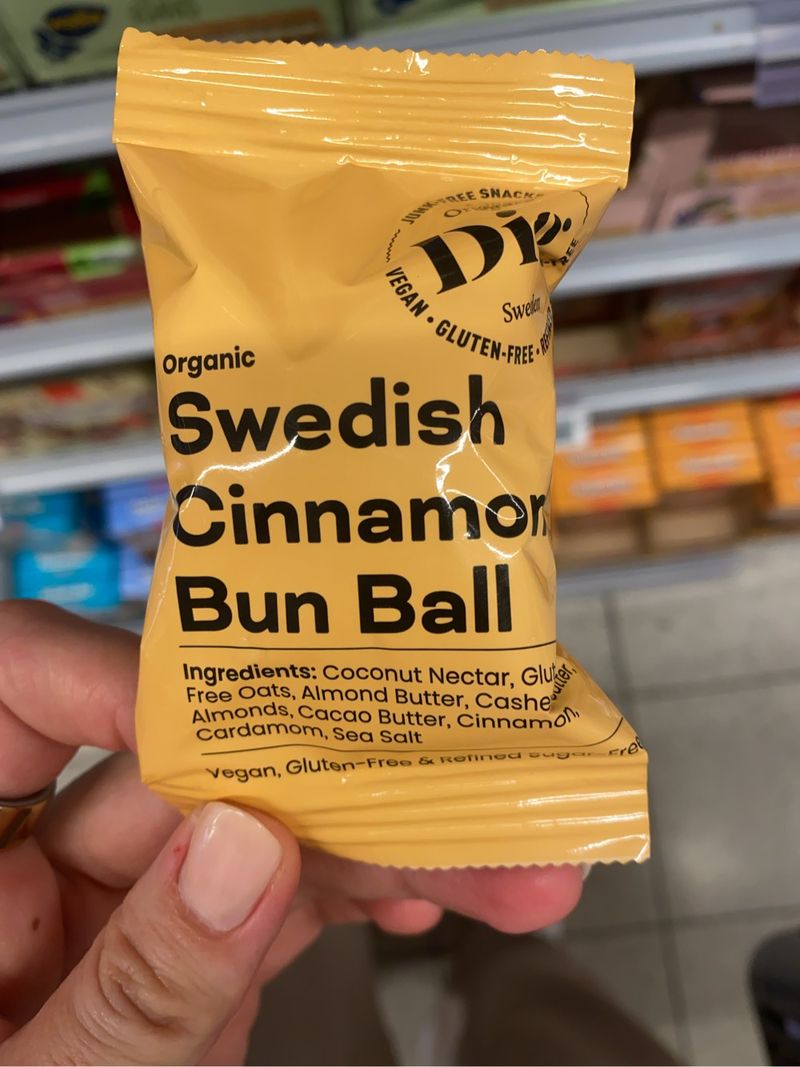 JUNK-FREE SNACKS
VEGAN • GLUTEN-FREE •
Sweden
Organic
Swedish
Cinnamon
Bun Ball
Ingredients: Coconut Nectar, Glut
Free Oats, Almond Butter, Cashe utter,
Almonds, Cacao Butter, Cinnamon,
Cardamom, Sea Salt
Vegan, Gluten-Free & Refined Sugar-Free